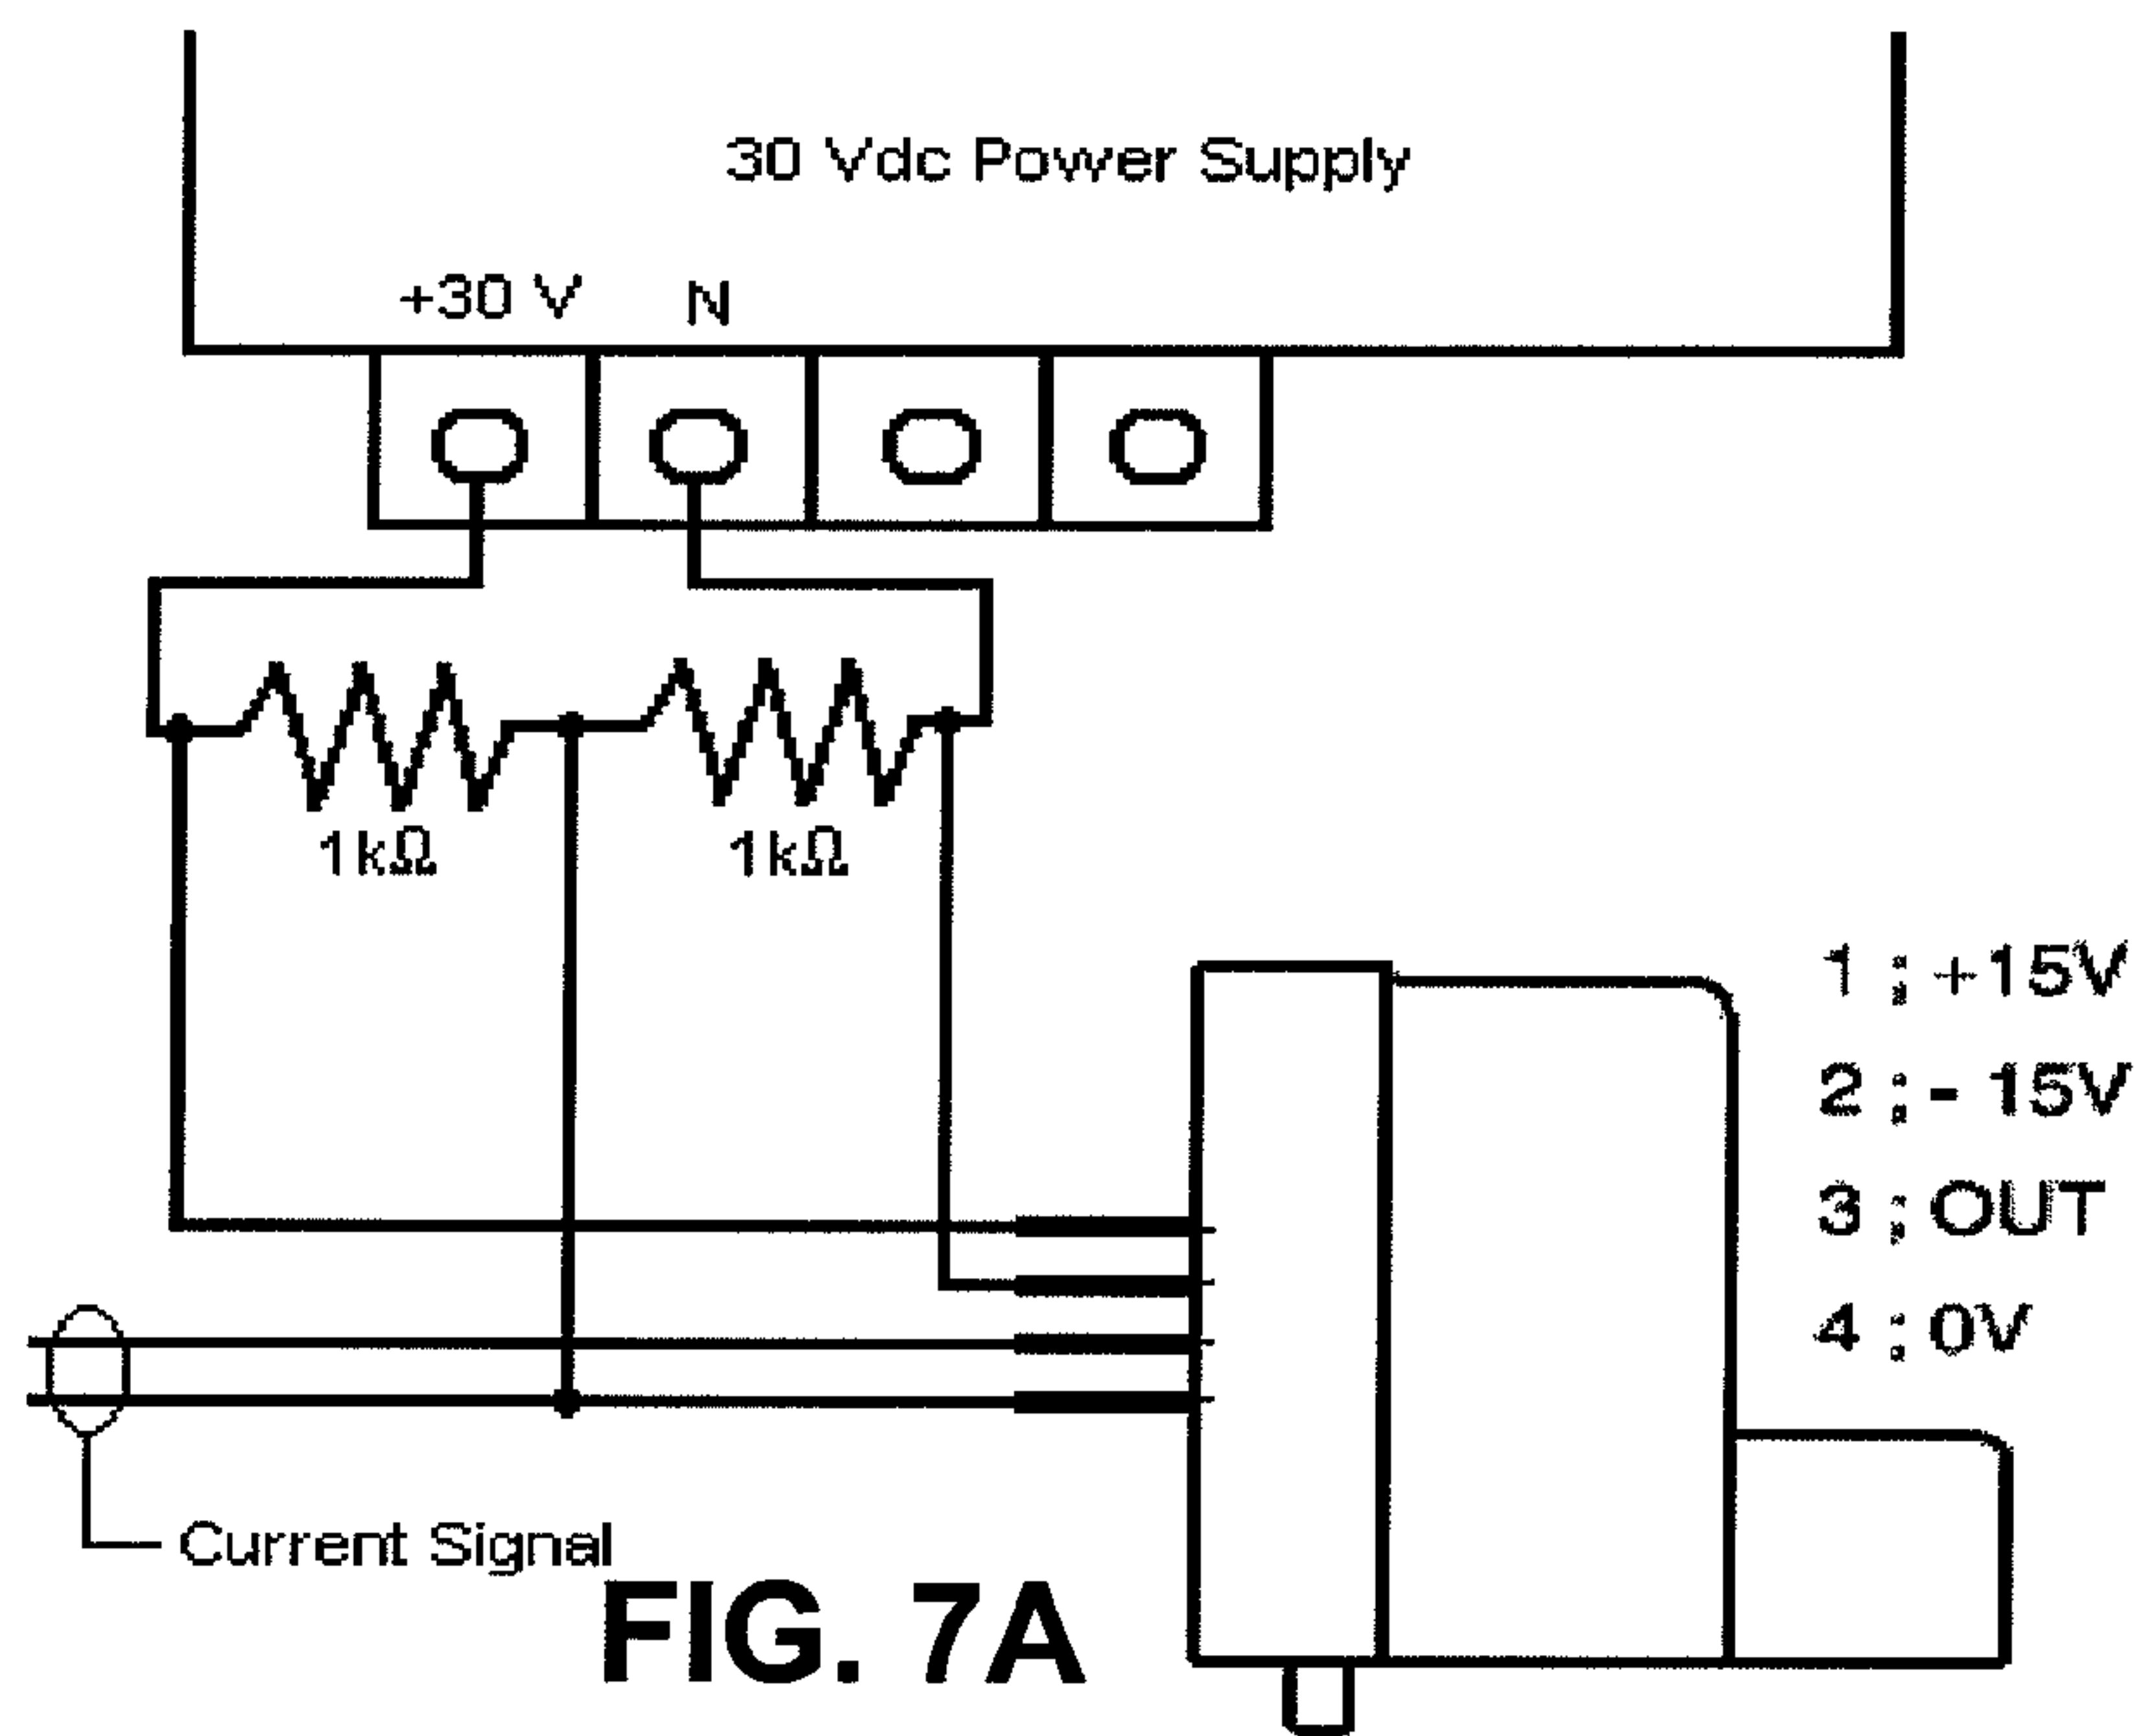 30 Vdc Power Supply
+30 V N
1kΩ 1kΩ
1 ; +15V
2 ; - 15V
3 ; OUT
4 ; 0V
Current Signal
FIG. 7A